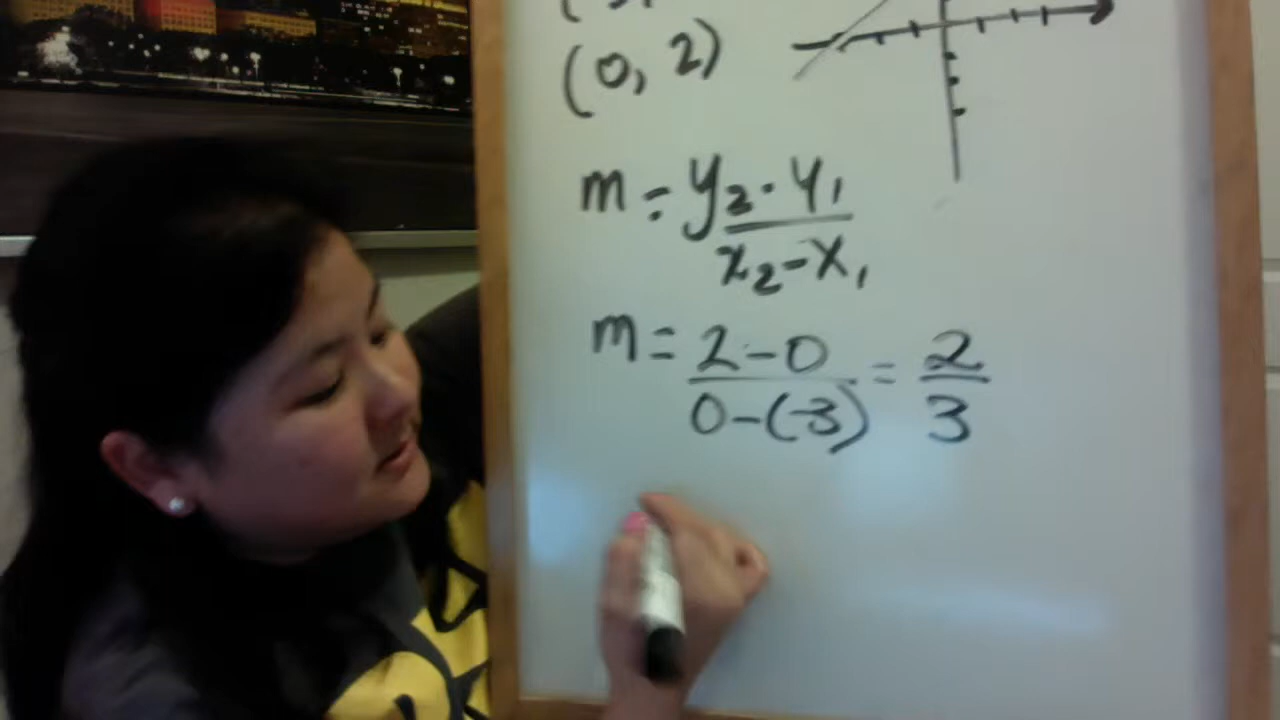 (0, 2)
m = y₂ - y₁ / x₂ - x₁
m = 2 - 0 / 0 - (-3) = 2 / 3